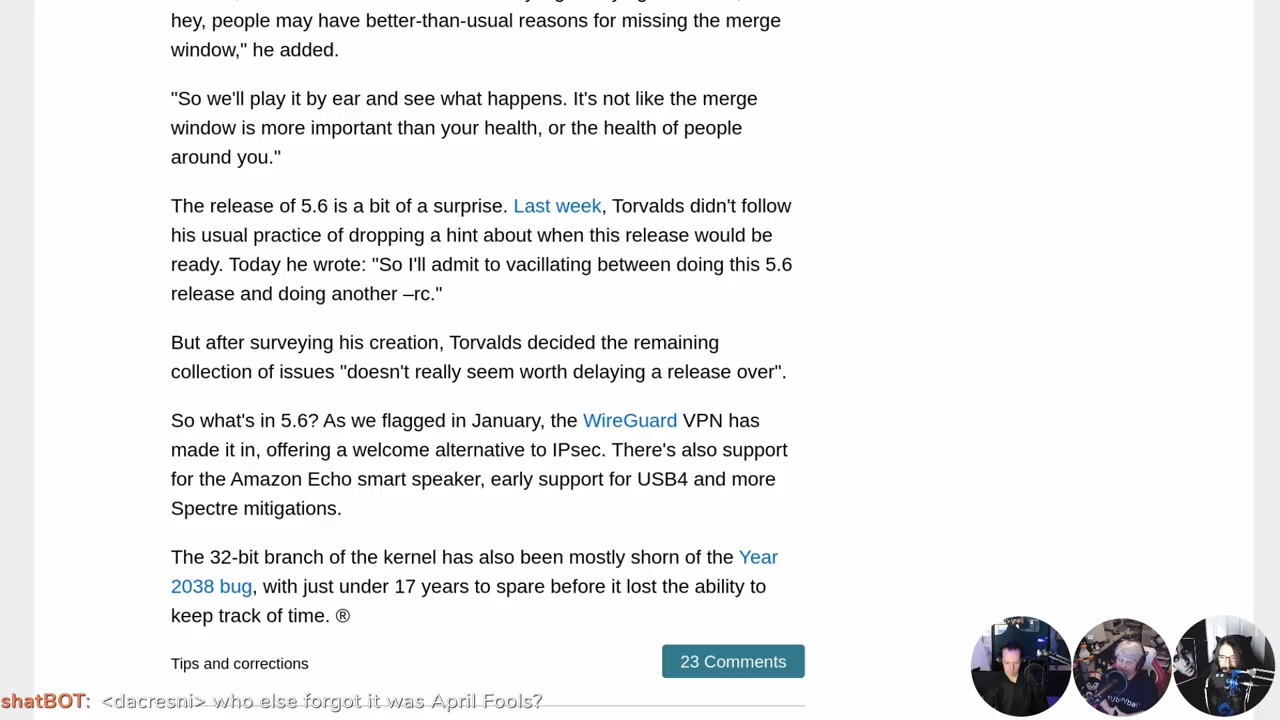 hey, people may have better-than-usual reasons for missing the merge
window," he added.
"So we'll play it by ear and see what happens. It's not like the merge
window is more important than your health, or the health of people
around you."
The release of 5.6 is a bit of a surprise. Last week, Torvalds didn't follow
his usual practice of dropping a hint about when this release would be
ready. Today he wrote: "So I'll admit to vacillating between doing this 5.6
release and doing another –rc."
But after surveying his creation, Torvalds decided the remaining
collection of issues "doesn't really seem worth delaying a release over".
So what's in 5.6? As we flagged in January, the WireGuard VPN has
made it in, offering a welcome alternative to IPsec. There's also support
for the Amazon Echo smart speaker, early support for USB4 and more
Spectre mitigations.
The 32-bit branch of the kernel has also been mostly shorn of the Year
2038 bug, with just under 17 years to spare before it lost the ability to
keep track of time. ®
Tips and corrections
23 Comments
shatBOT: <dacresni> who else forgot it was April Fools?